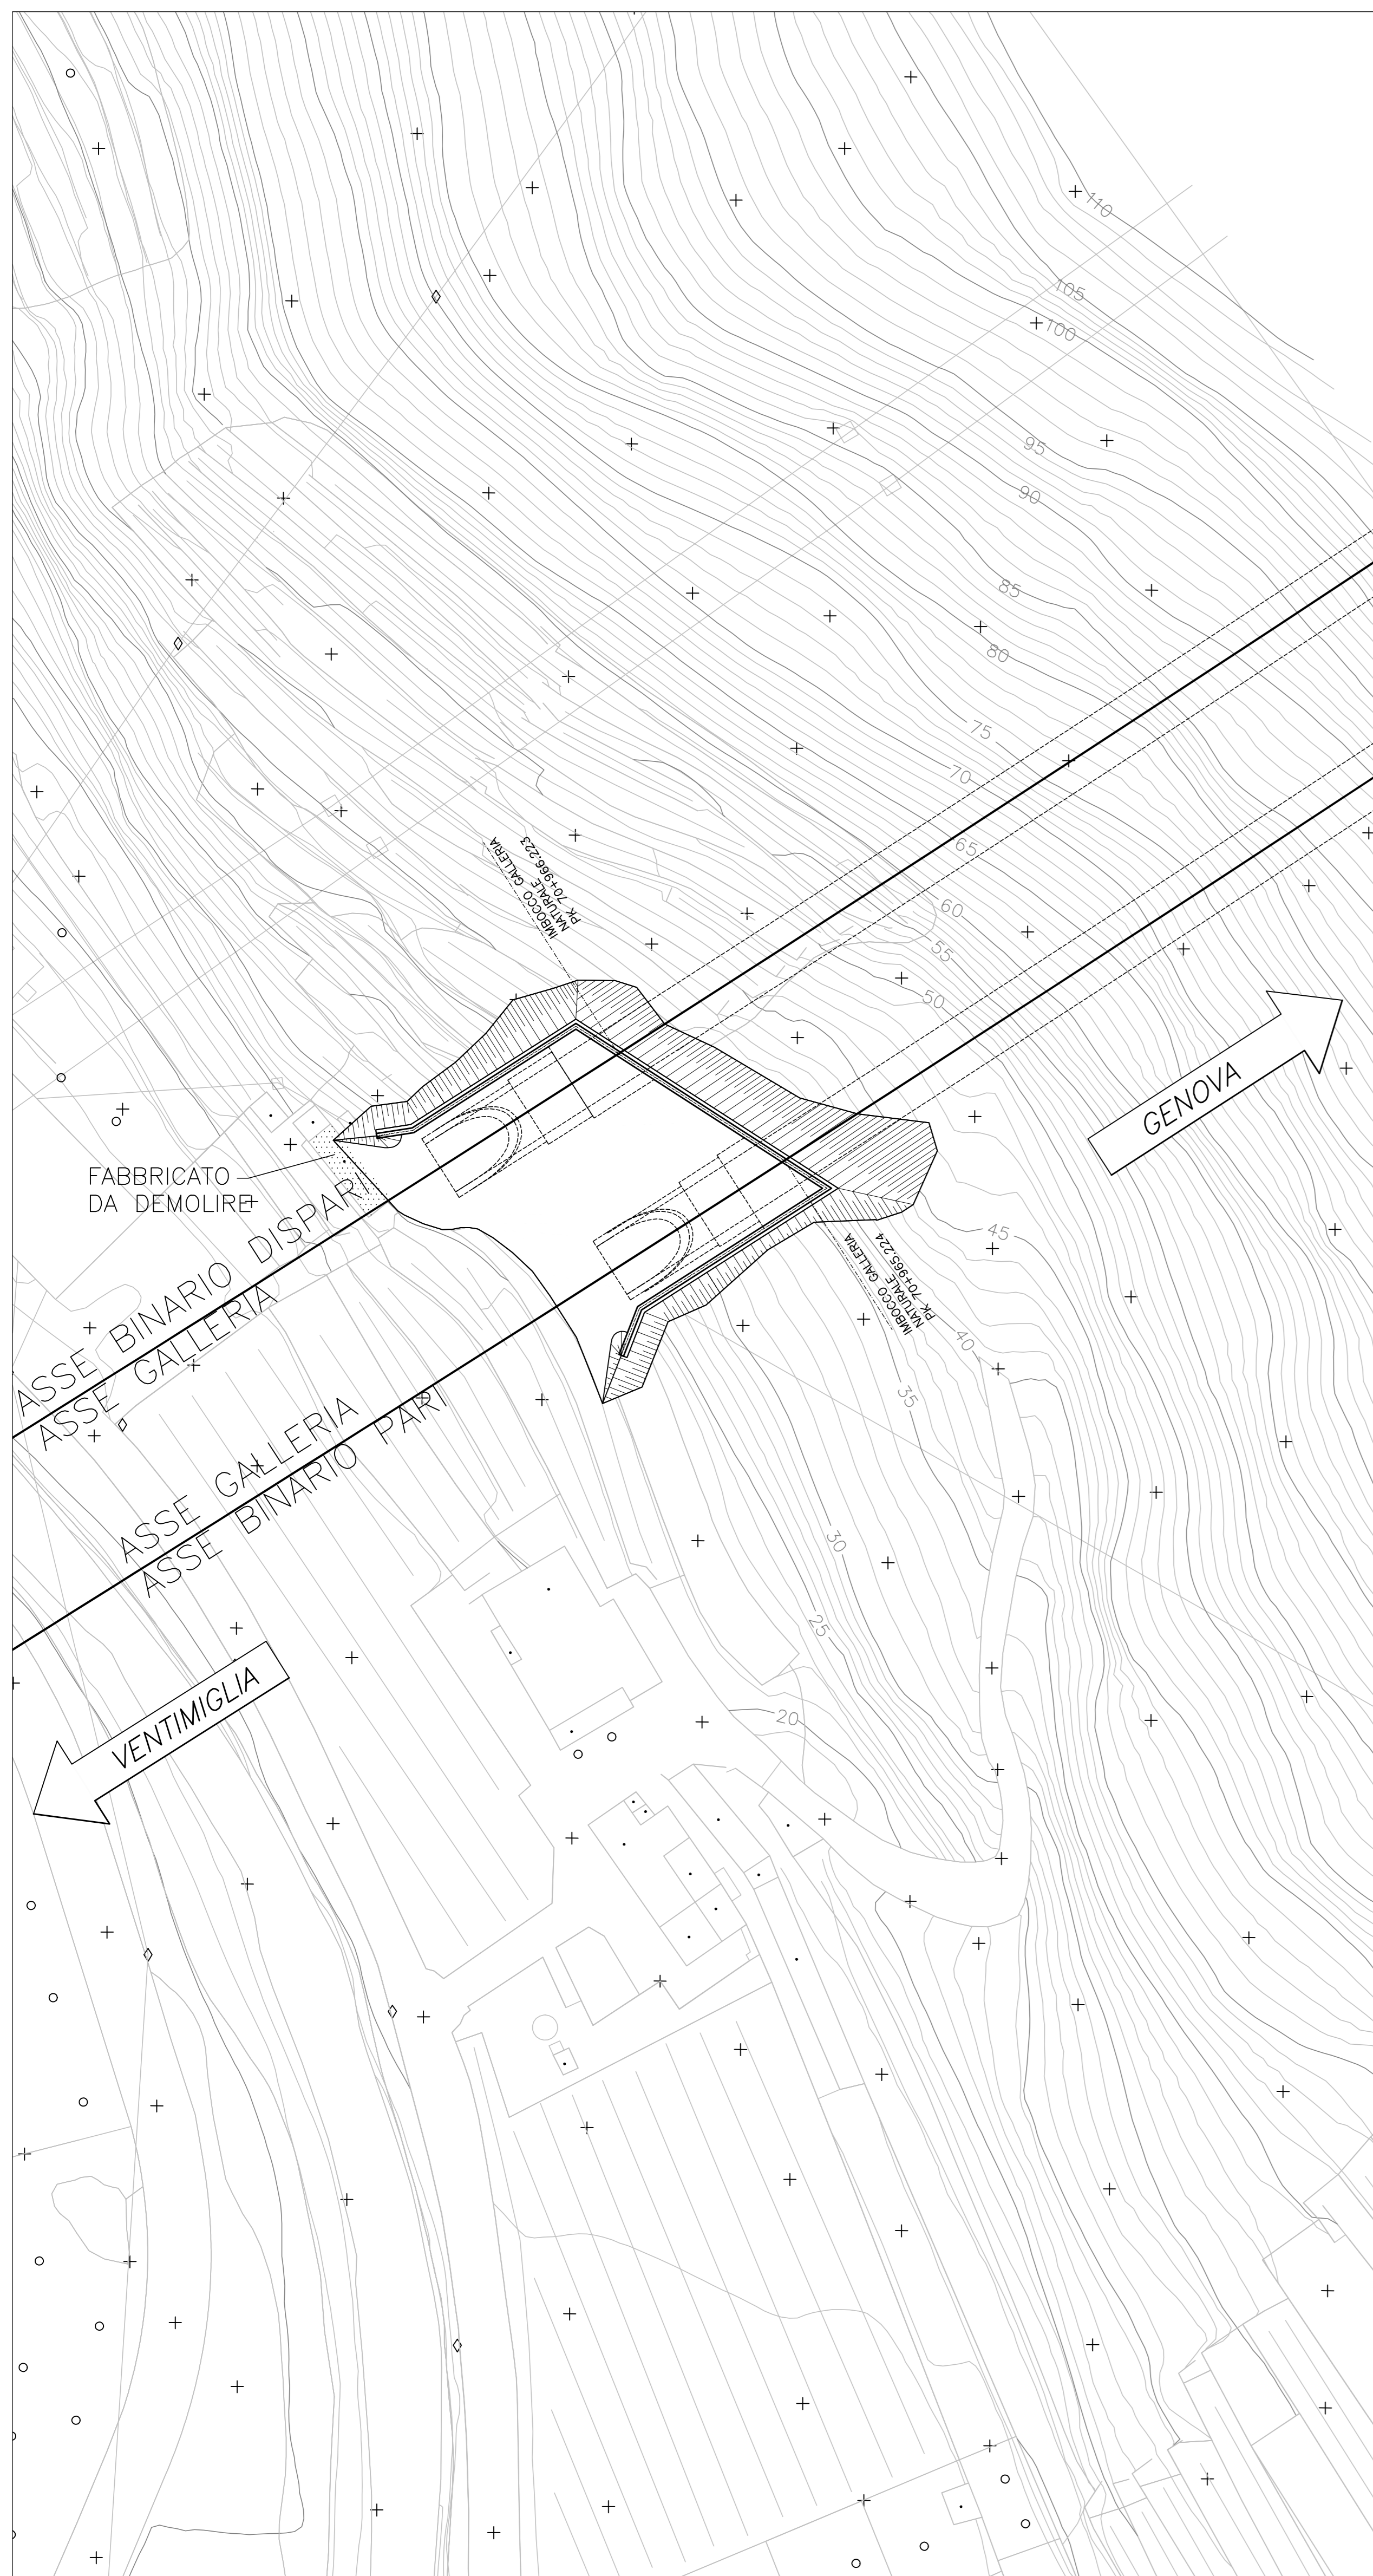 110
105
100
95
90
85
80
75
70
65
60
55
50
IMBOCCO GALLERIA
NATURALE
PK 70+966.223
GENOVA
FABBRICATO
DA DEMOLIRE
ASSE BINARIO DISPARI
ASSE GALLERIA
45
IMBOCCO GALLERIA
NATURALE
PK 70+965.224
40
35
ASSE GALLERIA
ASSE BINARIO PARI
30
25
20
VENTIMIGLIA